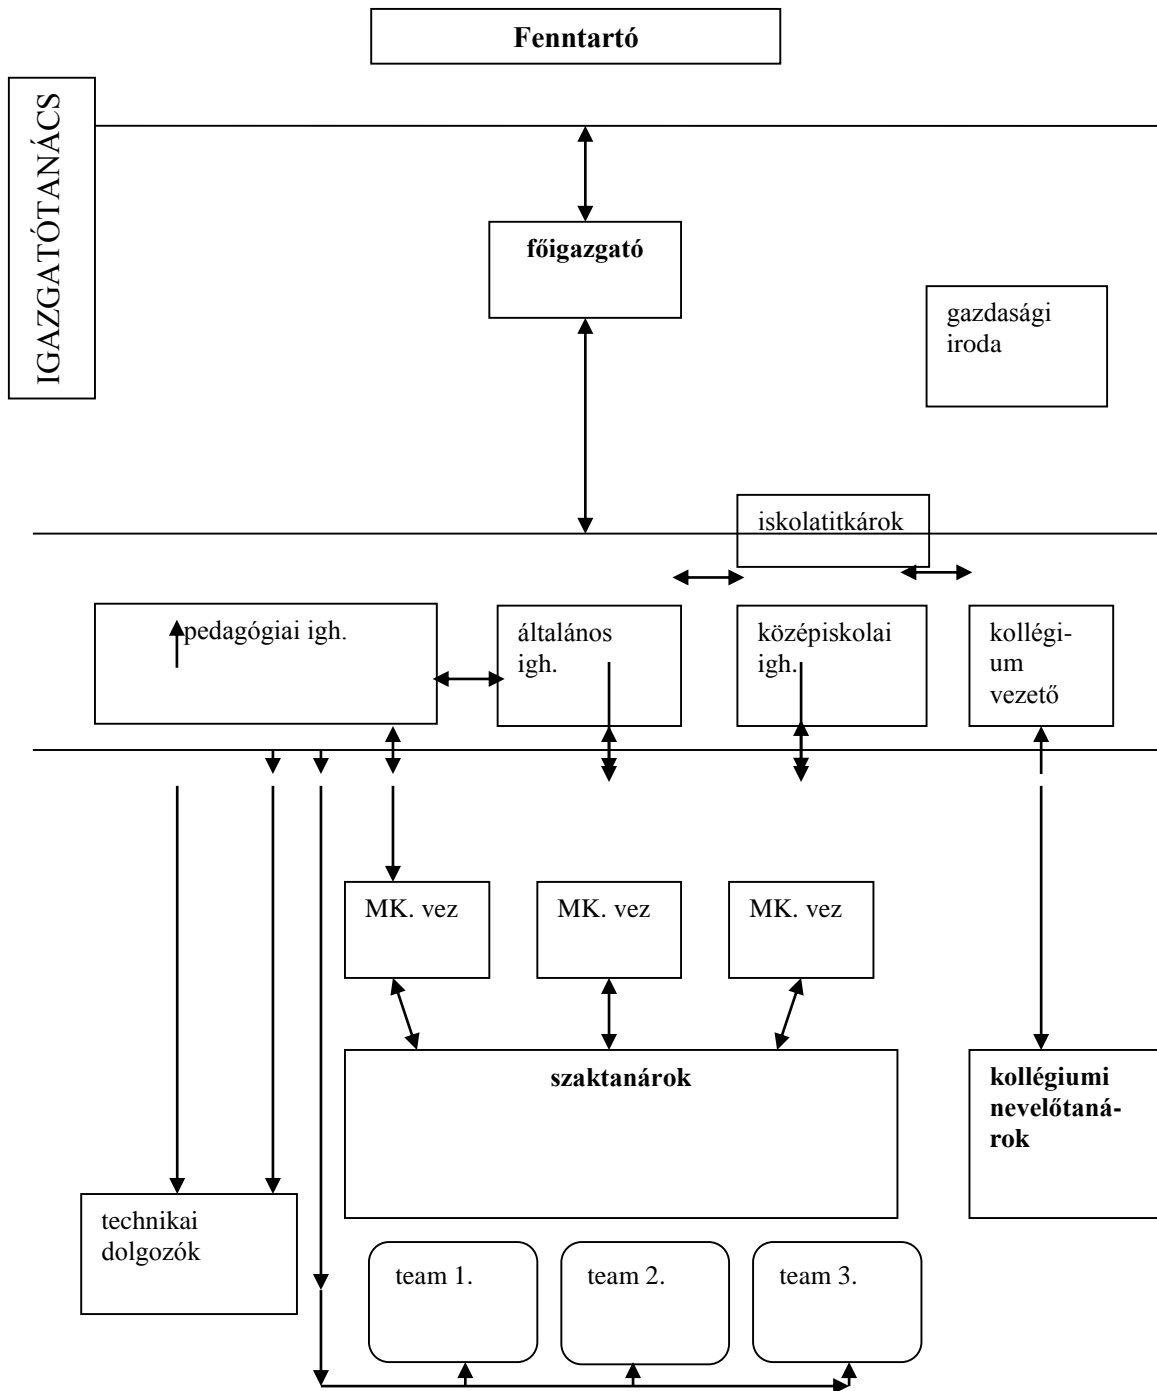 Fenntartó
IGAZGATÓTANÁCS
főigazgató
gazdasági
iroda
iskolatitkárok
pedagógiai igh.
általános
igh.
középiskolai
igh.
kollégi-
um
vezető
MK. vez
MK. vez
MK. vez
szaktanárok
kollégiumi
nevelőtaná-
rok
technikai
dolgozók
team 1.
team 2.
team 3.